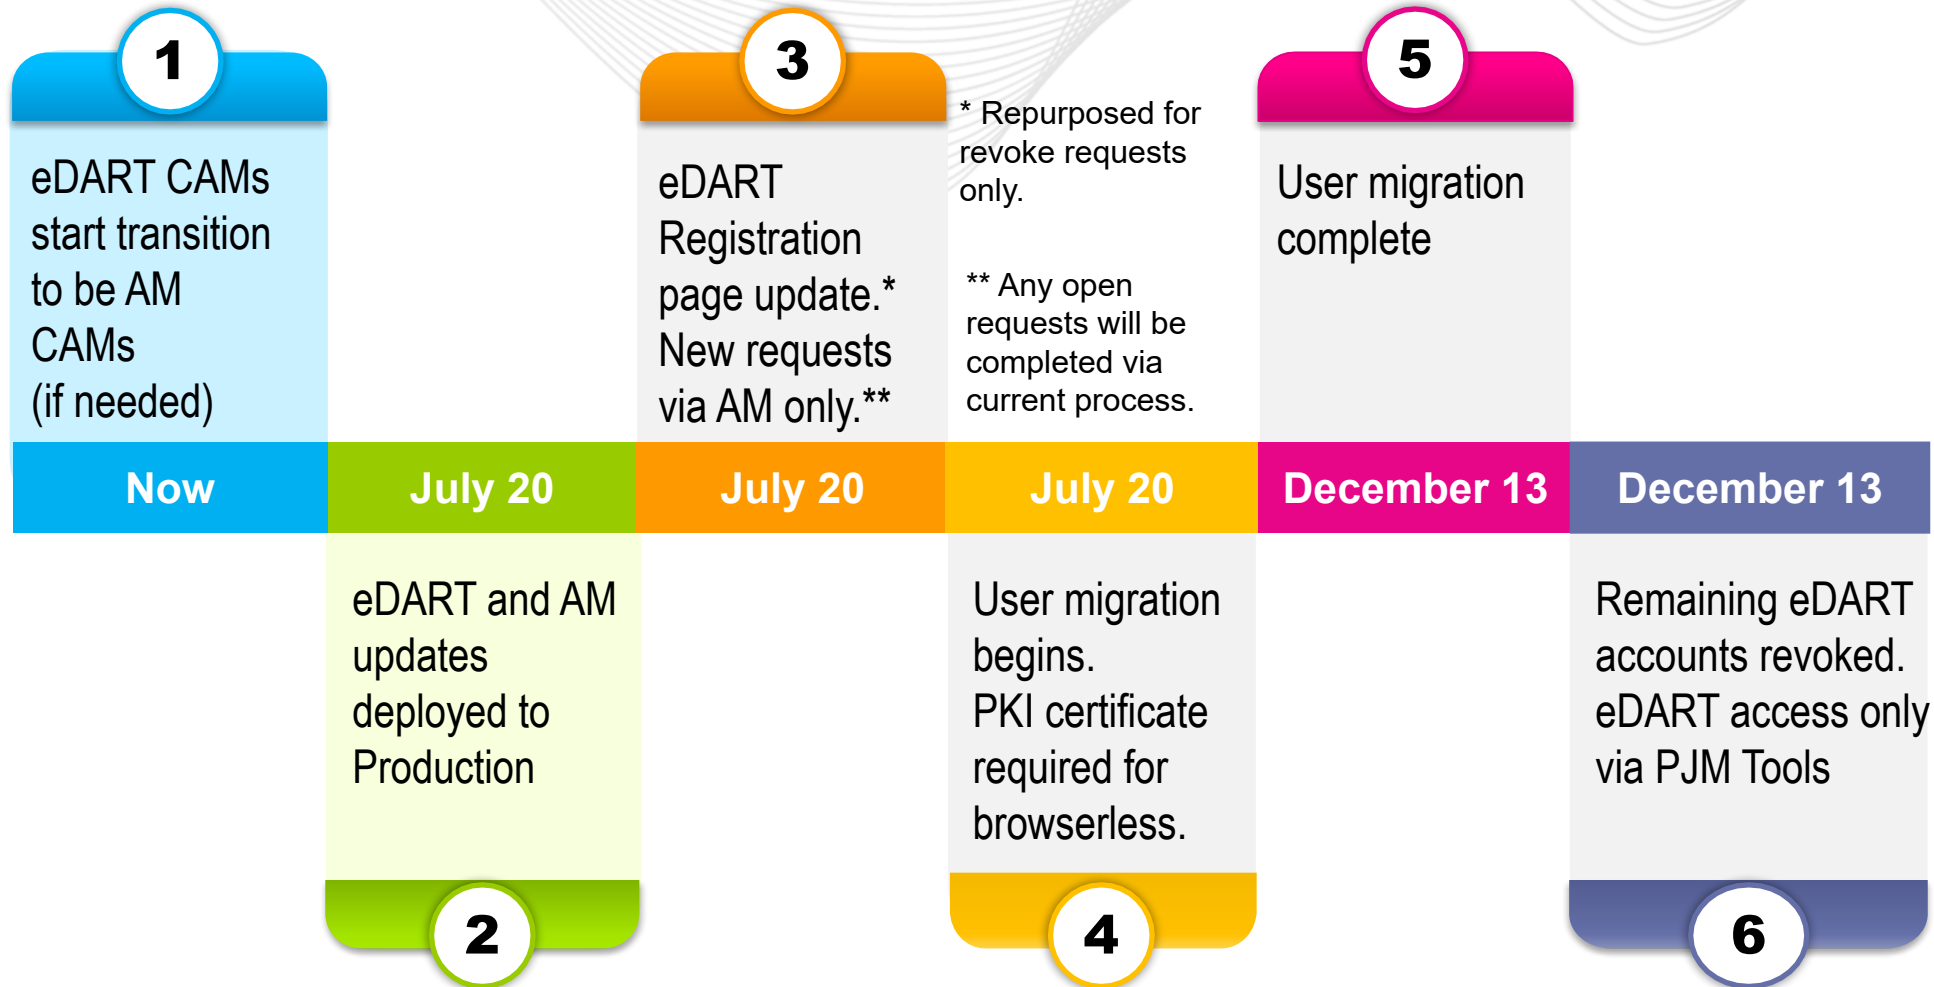 1
eDART CAMs
start transition
to be AM
CAMs
(if needed)
3
eDART
Registration
page update.*
New requests
via AM only.**
* Repurposed for
revoke requests
only.
** Any open
requests will be
completed via
current process.
5
User migration
complete
Now
July 20
July 20
July 20
December 13
December 13
eDART and AM
updates
deployed to
Production
2
User migration
begins.
PKI certificate
required for
browserless.
4
Remaining eDART
accounts revoked.
eDART access only
via PJM Tools
6